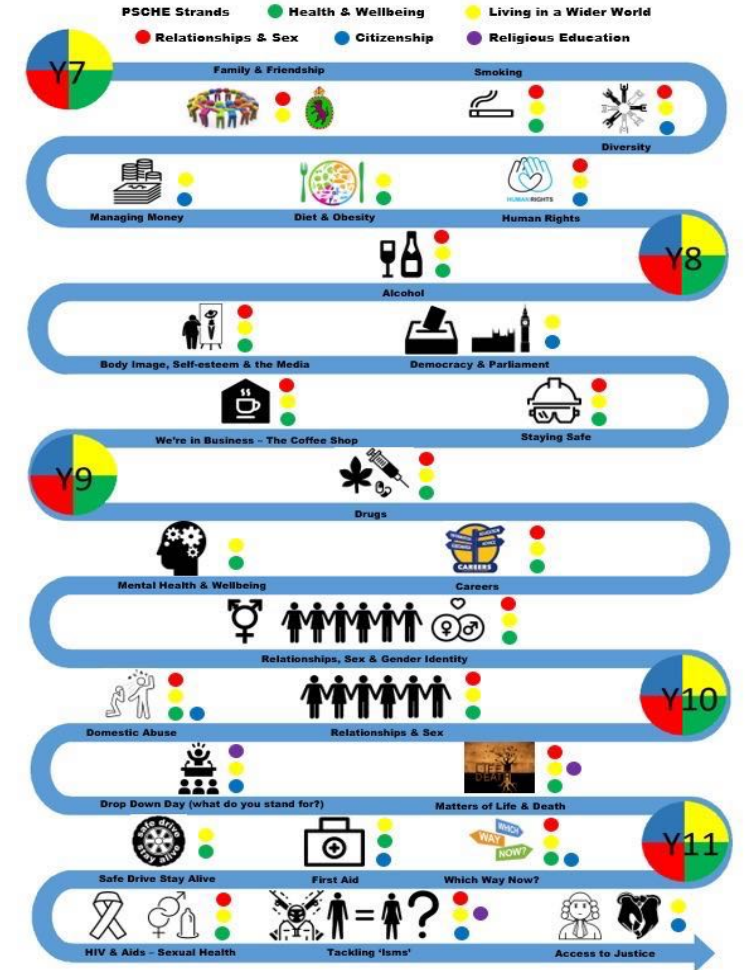 PSCHE Strands
Health & Wellbeing
Living in a Wider World
Relationships & Sex
Citizenship
Religious Education
Y7
Family & Friendship
Smoking
Diversity
Managing Money
Diet & Obesity
HUMAN RIGHTS
Human Rights
Y8
Alcohol
Body Image, Self-esteem & the Media
Democracy & Parliament
We're in Business – The Coffee Shop
Staying Safe
Y9
Drugs
Mental Health & Wellbeing
CAREERS
Careers
Relationships, Sex & Gender Identity
Y10
Domestic Abuse
Relationships & Sex
Drop Down Day (what do you stand for?)
LIFE
DEATH
Matters of Life & Death
Y11
safe drive
stay alive
Safe Drive Stay Alive
First Aid
WHICH
WAY
NOW?
Which Way Now?
HIV & Aids – Sexual Health
=
?
Tackling 'Isms'
Access to Justice